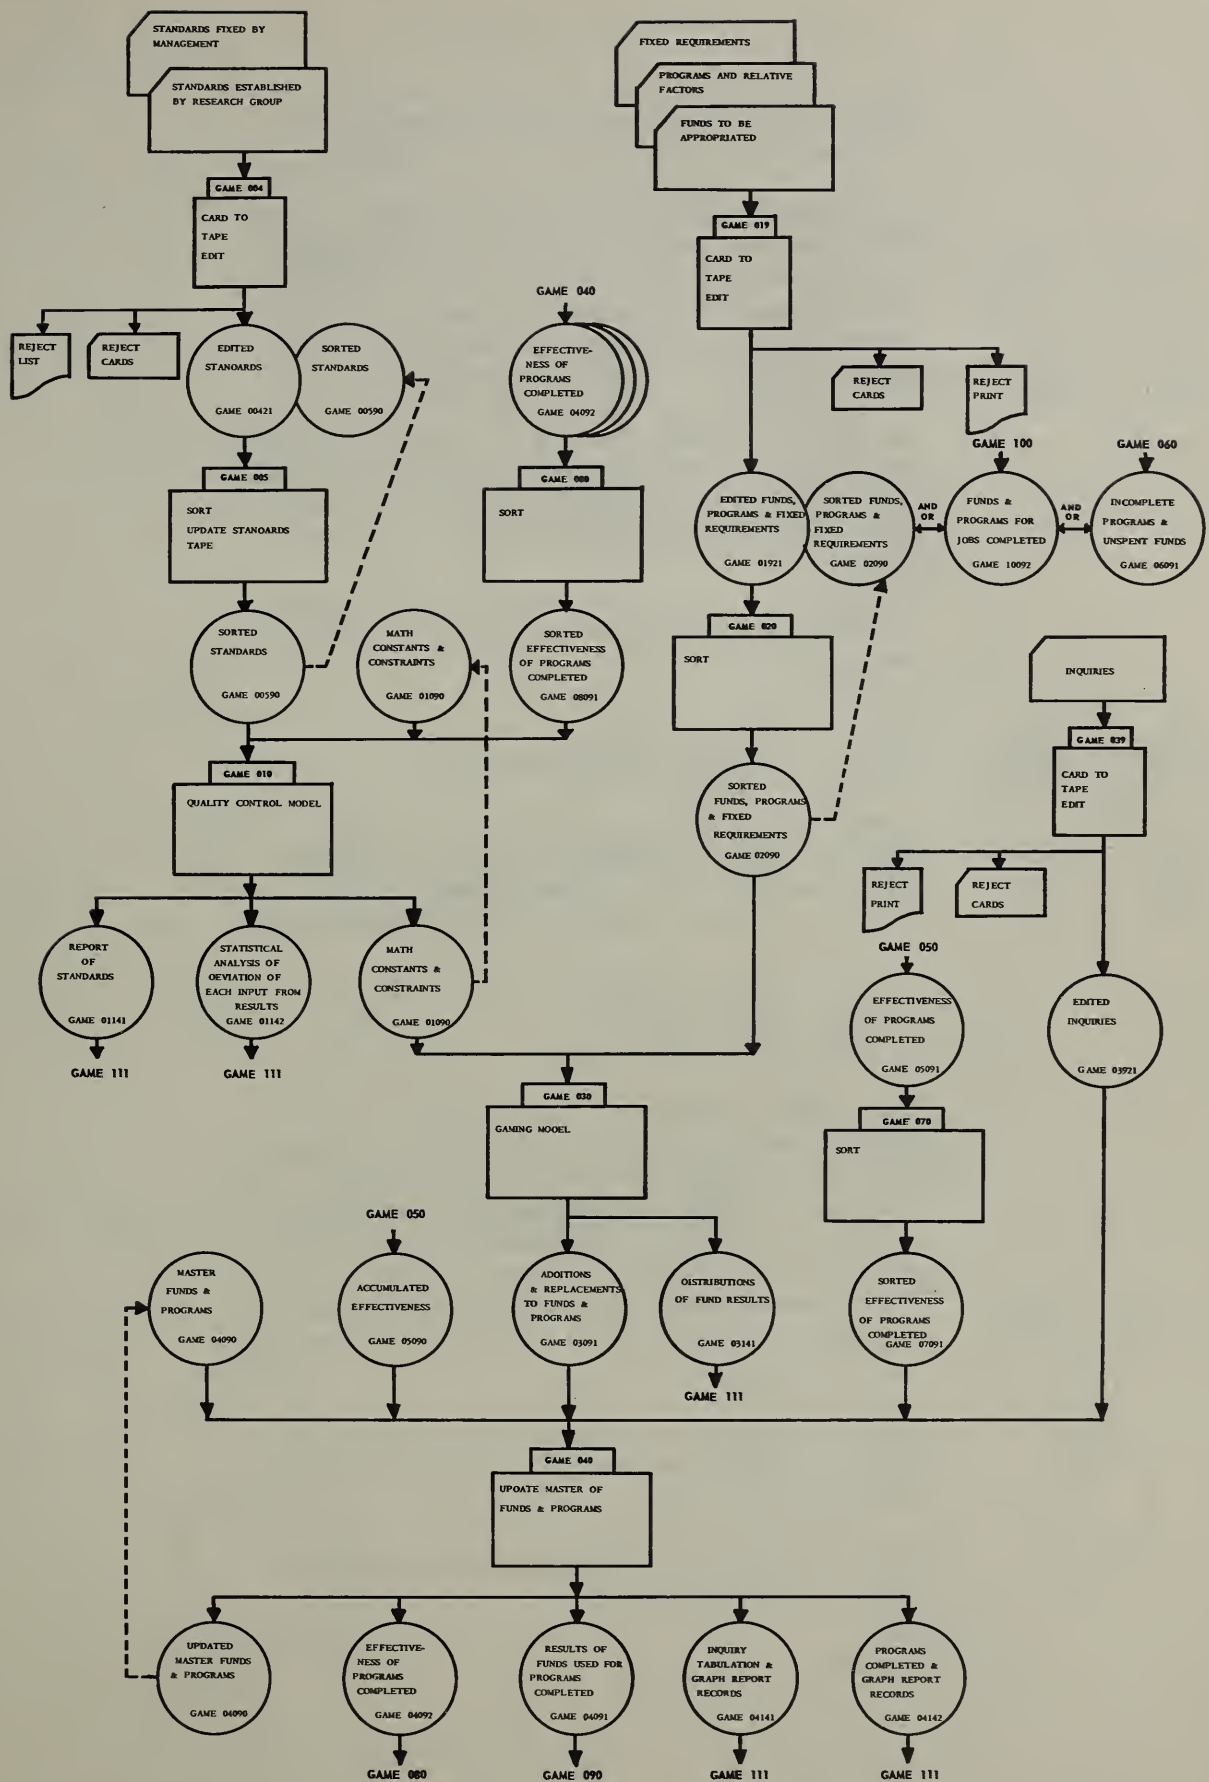 STANDARDS FIXED BY
MANAGEMENT
STANDARDS ESTABLISHED
BY RESEARCH GROUP
GAME 004
CARD TO
TAPE
EDIT
REJECT
LIST
REJECT
CARDS
EDITED
STANOARDS
GAME 00421
SORTED
STANDARDS
GAME 00590
GAME 005
SORT
UPDATE STANOARDS
TAPE
SORTED
STANDARDS
GAME 00590
GAME 040
EFFECTIVE-
NESS OF
PROGRAMS
COMPLETED
GAME 04092
GAME 080
SORT
MATH
CONSTANTS &
CONSTRAINTS
GAME 01090
SORTED
EFFECTIVENESS
OF PROGRAMS
COMPLETED
GAME 08091
GAME 010
QUALITY CONTROL MODEL
REPORT
OF
STANDARDS
GAME 01141
GAME 111
STATISTICAL
ANALYSIS OF
OEVIATION OF
EACH INPUT FROM
RESULTS
GAME 01142
GAME 111
MATH
CONSTANTS &
CONSTRAINTS
GAME 01090
FIXED REQUIREMENTS
PROGRAMS AND RELATIVE
FACTORS
FUNDS TO BE
APPROPRIATED
GAME 019
CARD TO
TAPE
EDIT
REJECT
CARDS
REJECT
PRINT
EDITED FUNDS,
PROGRAMS & FIXED
REQUIREMENTS
GAME 01921
SORTED FUNDS,
PROGRAMS &
FIXED
REQUIREMENTS
GAME 02090
AND
OR
GAME 100
FUNDS &
PROGRAMS FOR
JOBS COMPLETED
GAME 10092
AND
OR
GAME 060
INCOMPLETE
PROGRAMS &
UNSPENT FUNDS
GAME 06091
GAME 020
SORT
SORTED
FUNDS, PROGRAMS
& FIXED
REQUIREMENTS
GAME 02090
INQUIRIES
GAME 039
CARD TO
TAPE
EDIT
REJECT
PRINT
REJECT
CARDS
GAME 050
EFFECTIVENESS
OF PROGRAMS
COMPLETED
GAME 05091
EDITED
INQUIRIES
GAME 03921
GAME 030
GAMING MOOEL
GAME 070
SORT
MASTER
FUNDS &
PROGRAMS
GAME 04090
GAME 050
ACCUMULATED
EFFECTIVENESS
GAME 05090
AOOITIONS
& REPLACEMENTS
TO FUNDS &
PROGRAMS
GAME 03091
OISTRIBUTIONS
OF FUND RESULTS
GAME 03141
GAME 111
SORTED
EFFECTIVENESS
OF PROGRAMS
COMPLETED
GAME 07091
GAME 040
UPOATE MASTER OF
FUNDS & PROGRAMS
UPDATED
MASTER FUNDS
& PROGRAMS
GAME 04090
EFFECTIVE-
NESS OF
PROGRAMS
COMPLETED
GAME 04092
GAME 080
RESULTS OF
FUNDS USED FOR
PROGRAMS
COMPLETED
GAME 04091
GAME 090
INQUIRY
TABULATION &
GRAPH REPORT
RECORDS
GAME 04141
GAME 111
PROGRAMS
COMPLETED &
GRAPH REPORT
RECORDS
GAME 04142
GAME 111